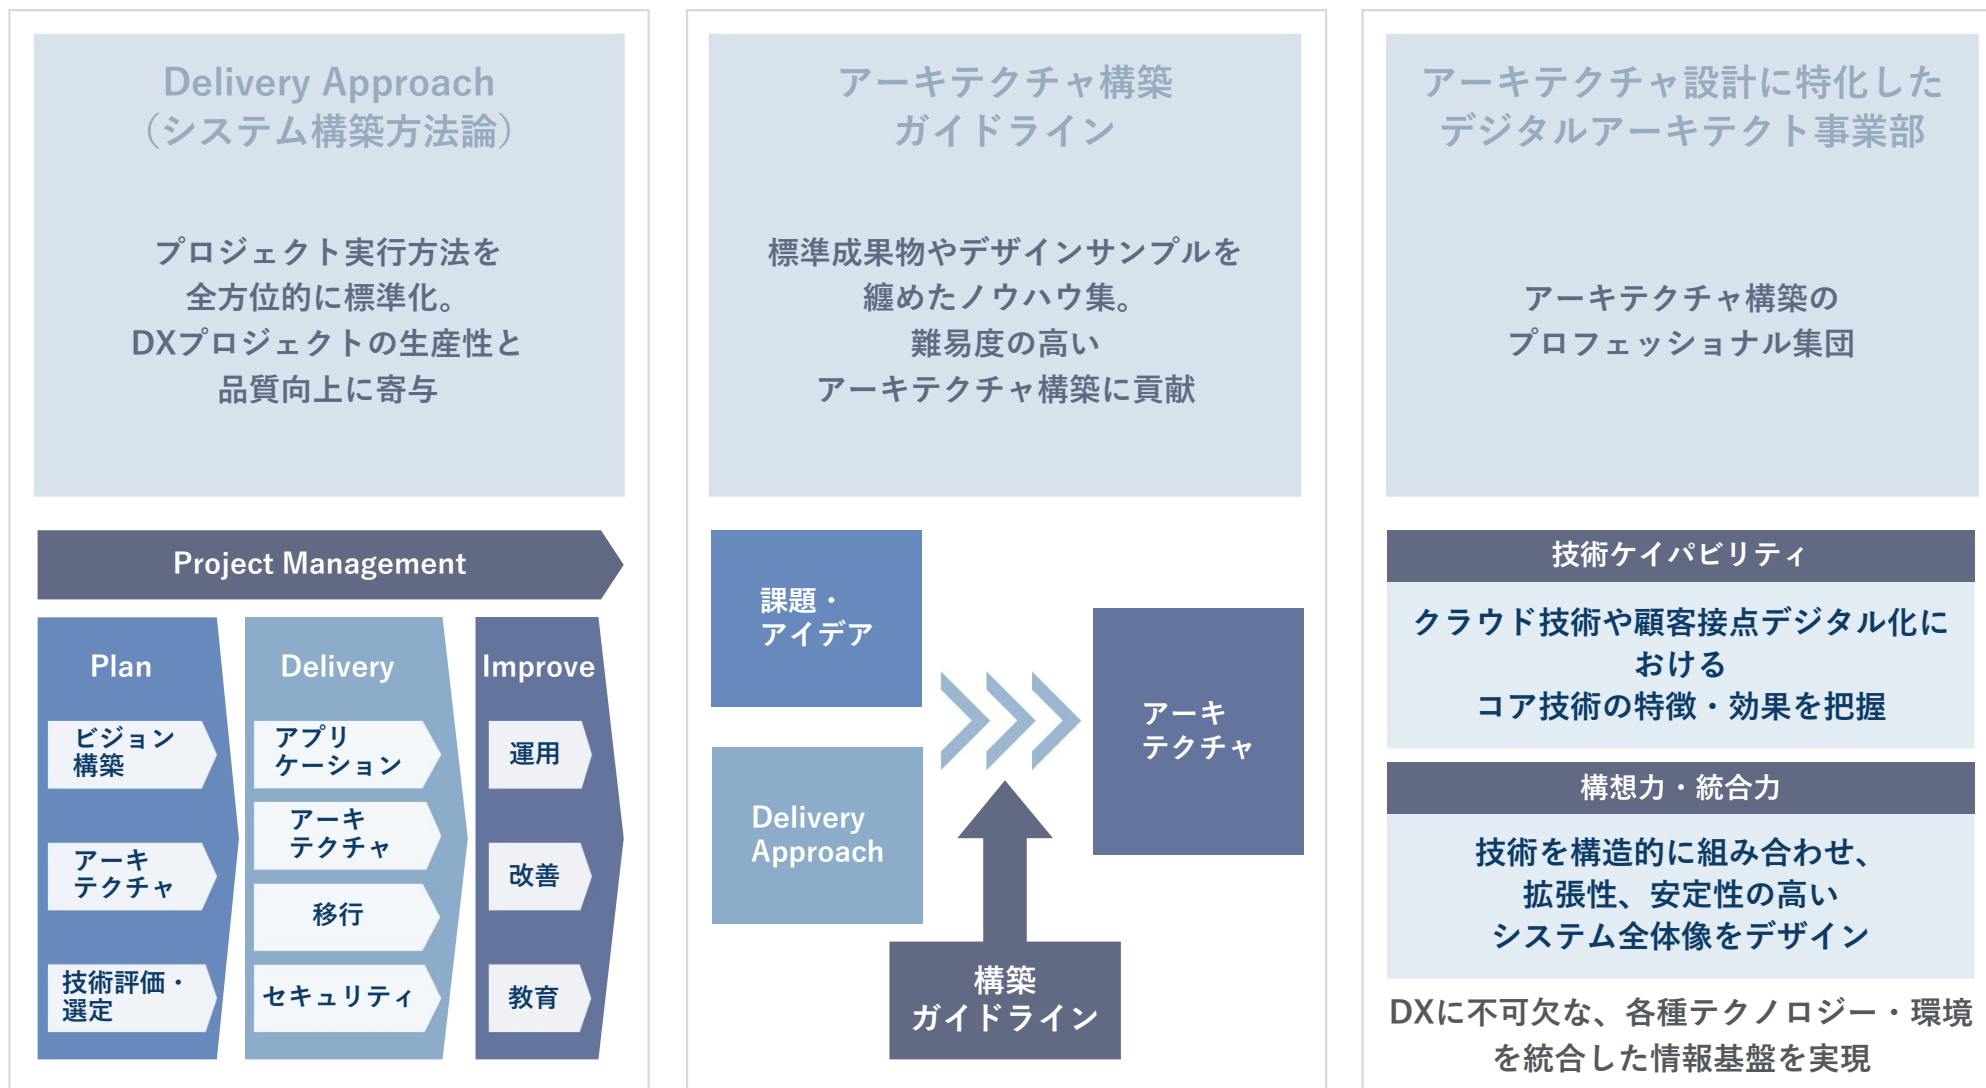 Delivery Approach
（システム構築方法論）
プロジェクト実行方法を
全方位的に標準化。
DXプロジェクトの生産性と
品質向上に寄与
Project Management
Plan
ビジョン
構築
アーキ
テクチャ
技術評価・
選定
Delivery
アプリ
ケーション
アーキ
テクチャ
移行
セキュリティ
Improve
運用
改善
教育
アーキテクチャ構築
ガイドライン
標準成果物やデザインサンプルを
纏めたノウハウ集。
難易度の高い
アーキテクチャ構築に貢献
課題・
アイデア
Delivery
Approach
アーキ
テクチャ
構築
ガイドライン
アーキテクチャ設計に特化した
デジタルアーキテクト事業部
アーキテクチャ構築の
プロフェッショナル集団
技術ケイパビリティ
クラウド技術や顧客接点デジタル化に
おける
コア技術の特徴・効果を把握
構想力・統合力
技術を構造的に組み合わせ、
拡張性、安定性の高い
システム全体像をデザイン
DXに不可欠な、各種テクノロジー・環境
を統合した情報基盤を実現